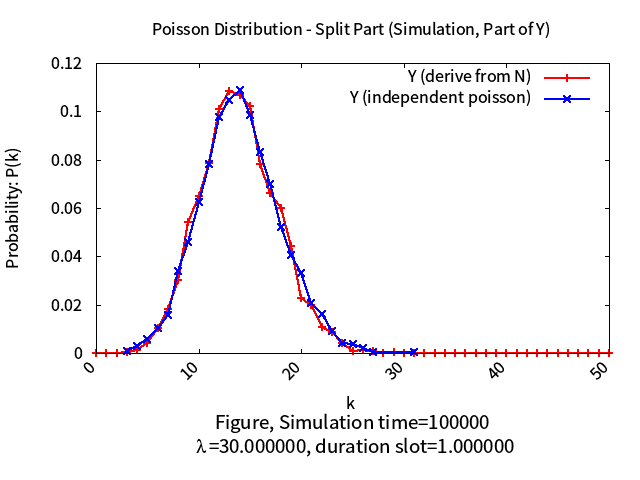 Poisson Distribution - Split Part (Simulation, Part of Y)
Y (derive from N)
Y (independent poisson)
Probability: P(k)
0.12
0.1
0.08
0.06
0.04
0.02
0
0 10 20 30 40 50
k
Figure, Simulation time=100000
λ=30.000000, duration slot=1.000000